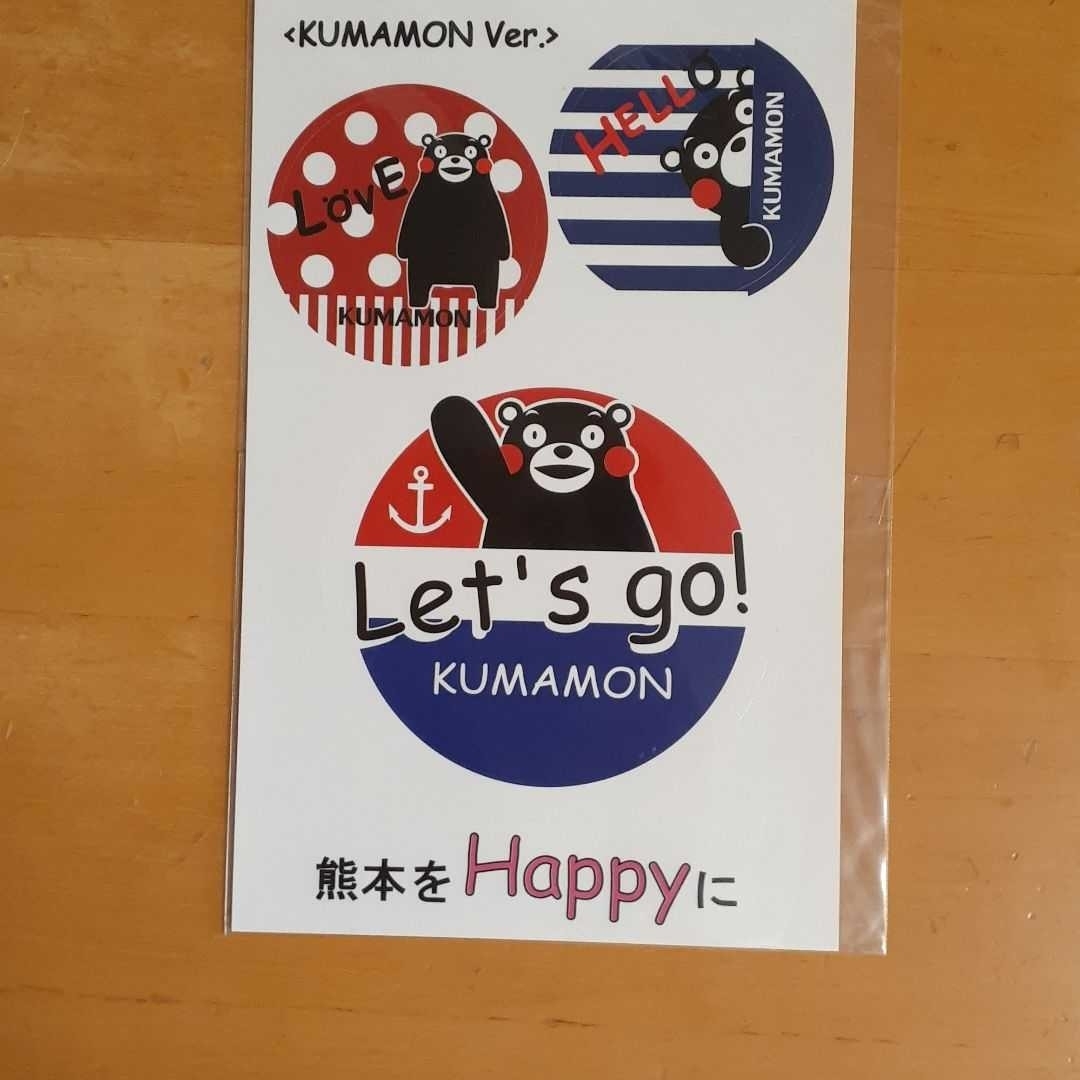 <KUMAMON Ver.>
LovE
KUMAMON
HELLO
KUMAMON
Let's go!
KUMAMON
熊本をHappyに